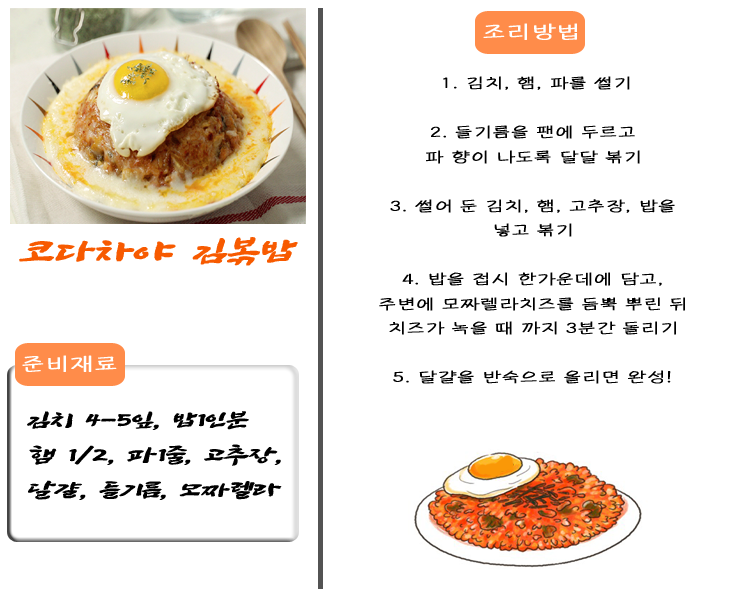 코다차야 김볶밥
준비재료
김치 4-5잎, 밥1인분
햄 1/2, 파1줄, 고추장,
달걀, 들기름, 모짜렐라
조리방법
1. 김치, 햄, 파를 썰기
2. 들기름을 팬에 두르고
파 향이 나도록 달달 볶기
3. 썰어 둔 김치, 햄, 고추장, 밥을
넣고 볶기
4. 밥을 접시 한가운데에 담고,
주변에 모짜렐라치즈를 듬뿍 뿌린 뒤
치즈가 녹을 때 까지 3분간 돌리기
5. 달걀을 반숙으로 올리면 완성!